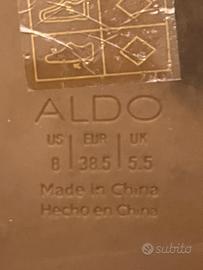 ALDO
US EUR UK
8 38.5 5.5
Made in China
Hecho en China
subito